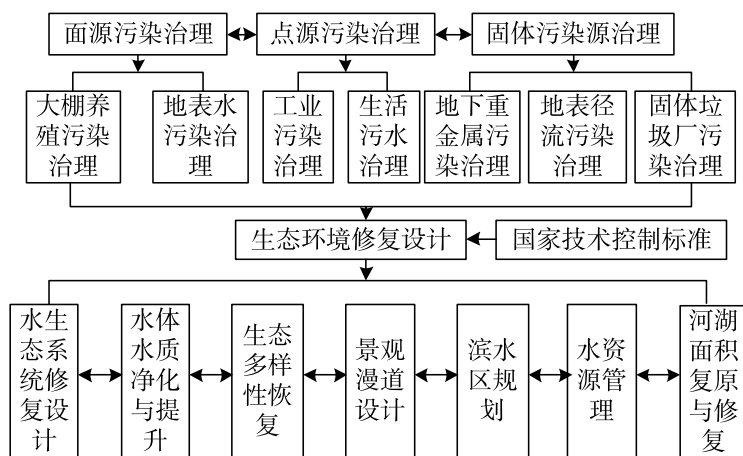 面源污染治理
点源污染治理
固体污染源治理
大棚养
殖污染
治理
地表水
污染治
理
工业
污染
治理
生活
污水
治理
地下重
金属污
染治理
地表径
流污染
治理
固体垃
圾厂污
染治理
生态环境修复设计
国家技术控制标准
水生
态系
统修
复设
计
水体
水质
净化
与提
升
生态
多样
性恢
复
景观
漫道
设计
滨水
区规
划
水资
源管
理
河湖
面积
复原
与修
复